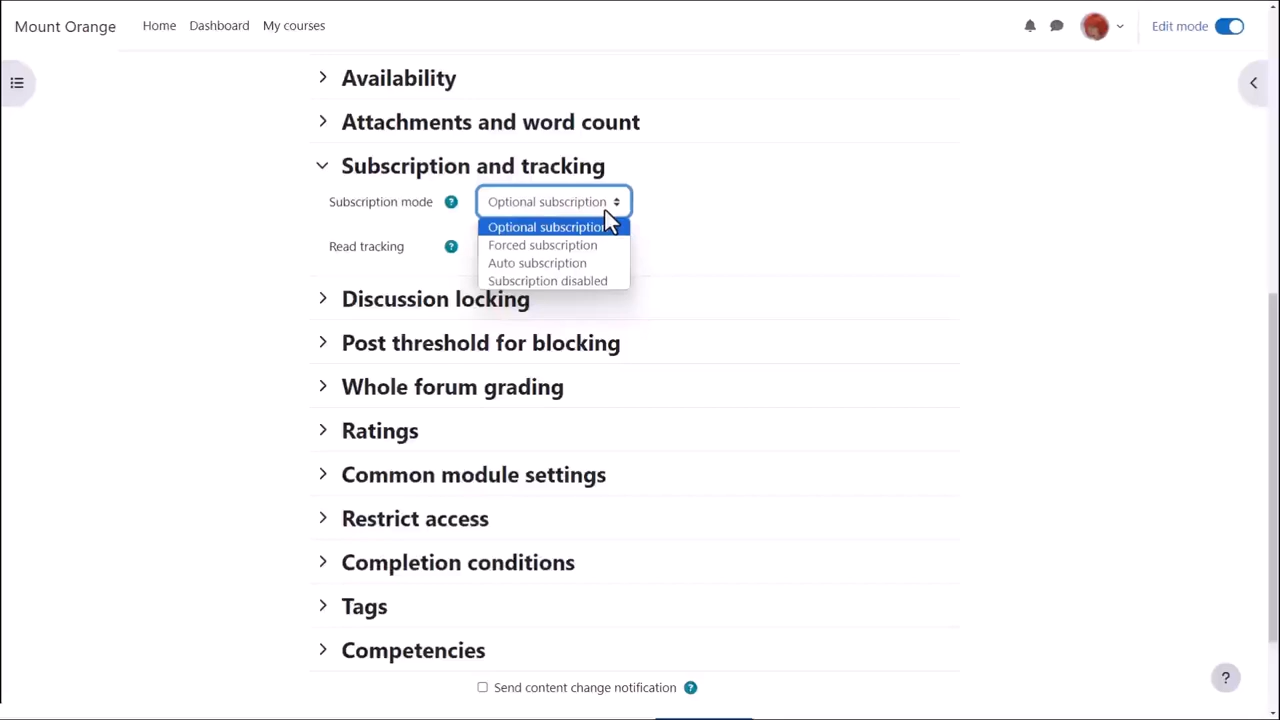 Mount Orange
Home Dashboard My courses
Edit mode
Availability
Attachments and word count
Subscription and tracking
Subscription mode ? Optional subscription
Optional subscription
Forced subscription
Read tracking ?
Auto subscription
Subscription disabled
Discussion locking
Post threshold for blocking
Whole forum grading
Ratings
Common module settings
Restrict access
Completion conditions
Tags
Competencies
Send content change notification ?
?